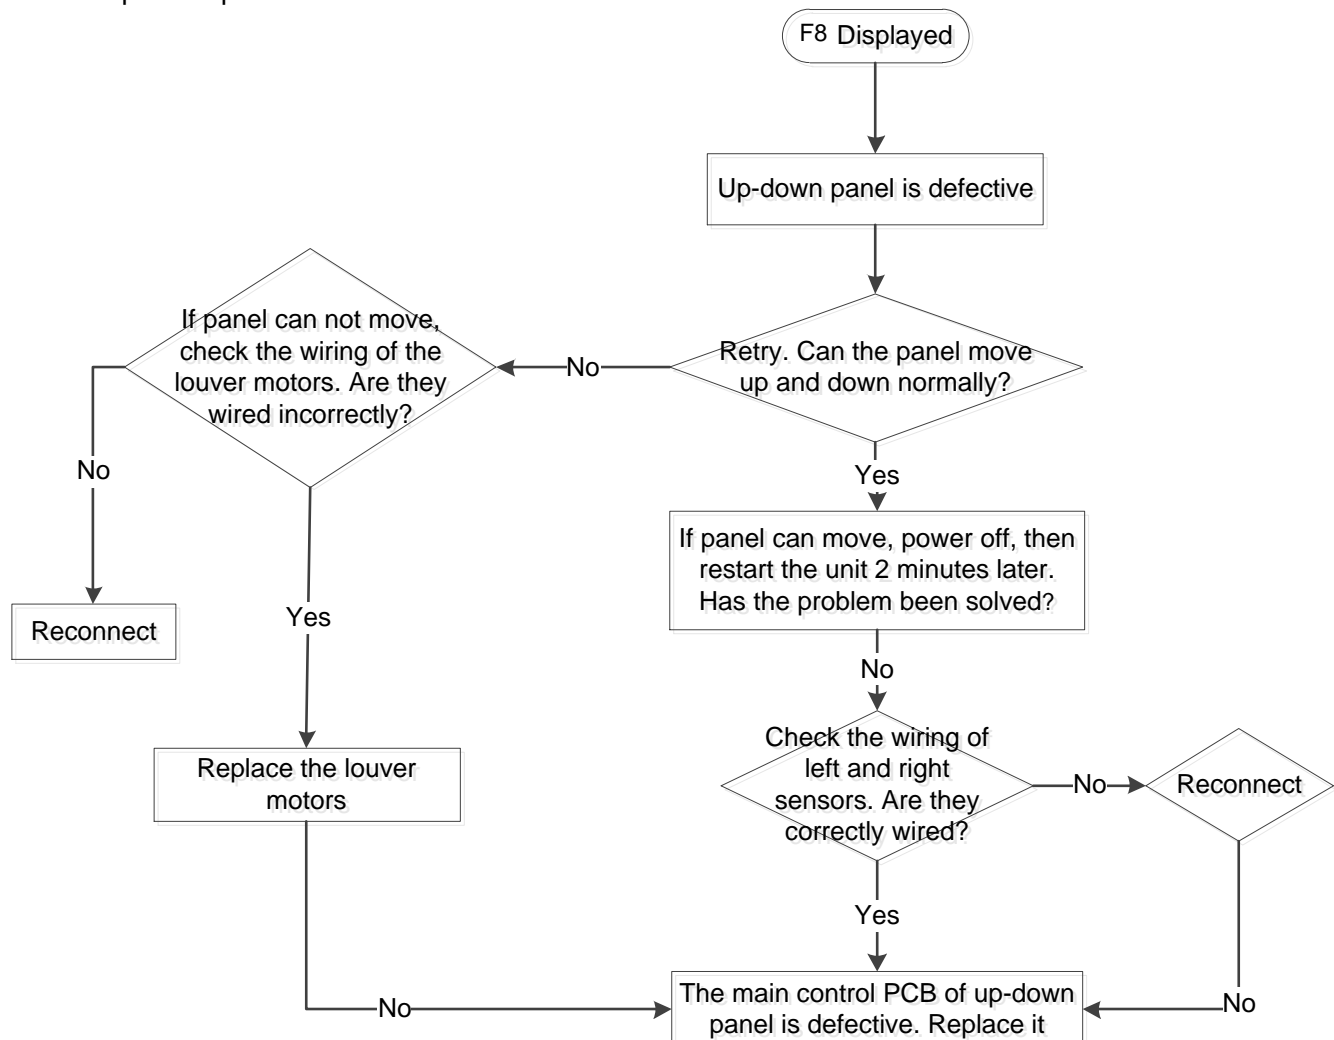 F8 Displayed
Up-down panel is defective
Retry. Can the panel move
up and down normally?
No
If panel can not move,
check the wiring of the
louver motors. Are they
wired incorrectly?
No
Reconnect
Yes
Replace the louver
motors
No
Yes
If panel can move, power off, then
restart the unit 2 minutes later.
Has the problem been solved?
No
Check the wiring of
left and right
sensors. Are they
correctly wired?
No
Reconnect
No
Yes
The main control PCB of up-down
panel is defective. Replace it